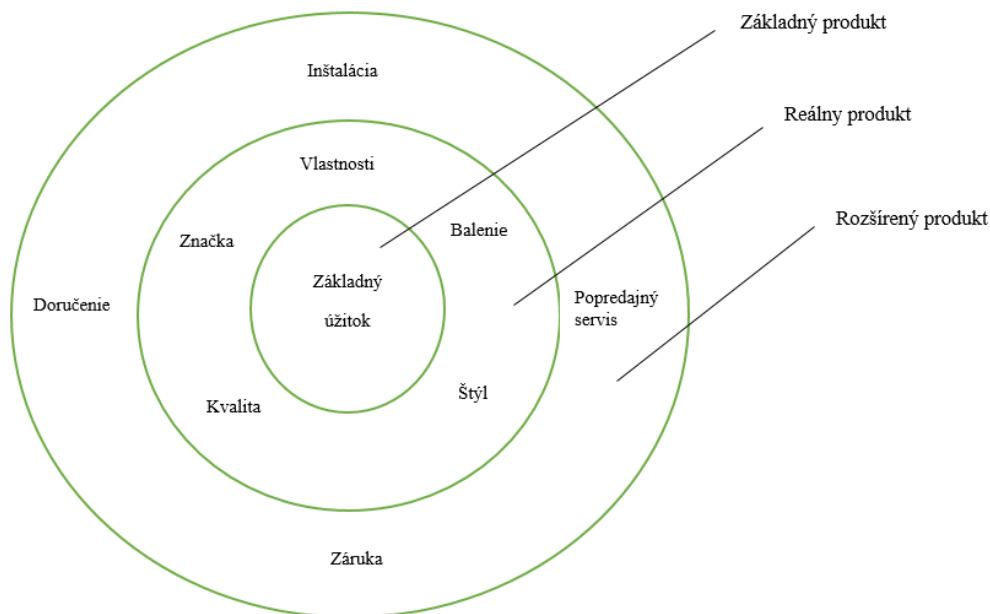 Základný produkt
Inštalácia
Reálny produkt
Vlastnosti
Rozšírený produkt
Balenie
Značka
Základný
úžitok
Doručenie
Popredajný
servis
Štýl
Kvalita
Záruka